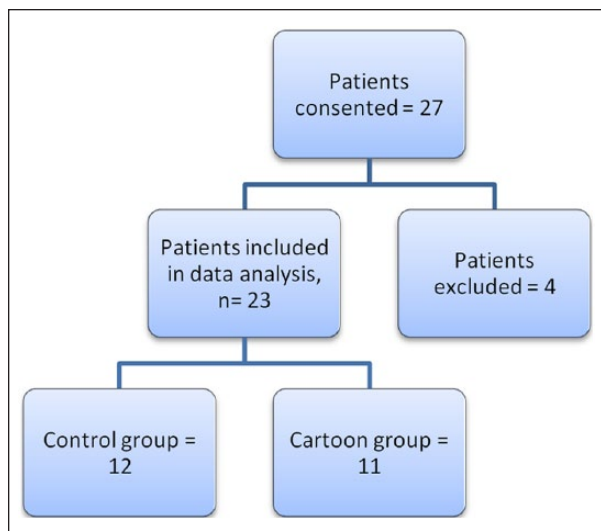 Patients
consented = 27
Patients included
in data analysis,
n= 23
Patients
excluded = 4
Control group =
12
Cartoon group =
11